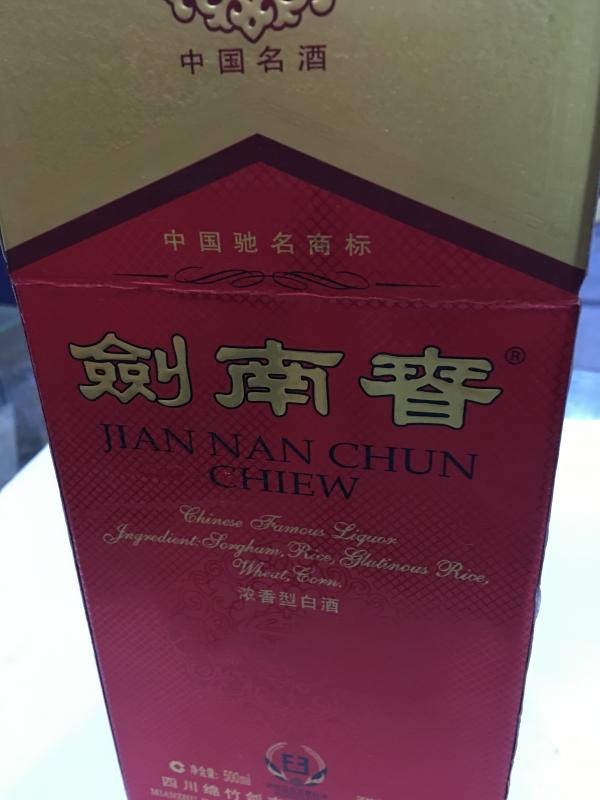 中国名酒
中国驰名商标
劍南春®
JIAN NAN CHUN
CHIEW
Chinese Famous Liquor
Ingredient:Sorghum, Rice, Glutinous Rice,
Wheat, Corn.
浓香型白酒
净含量: 500ml
四川绵竹剑
MIANZHU